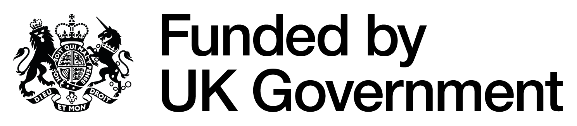 Funded by
UK Government
DIEU ET MON DROIT